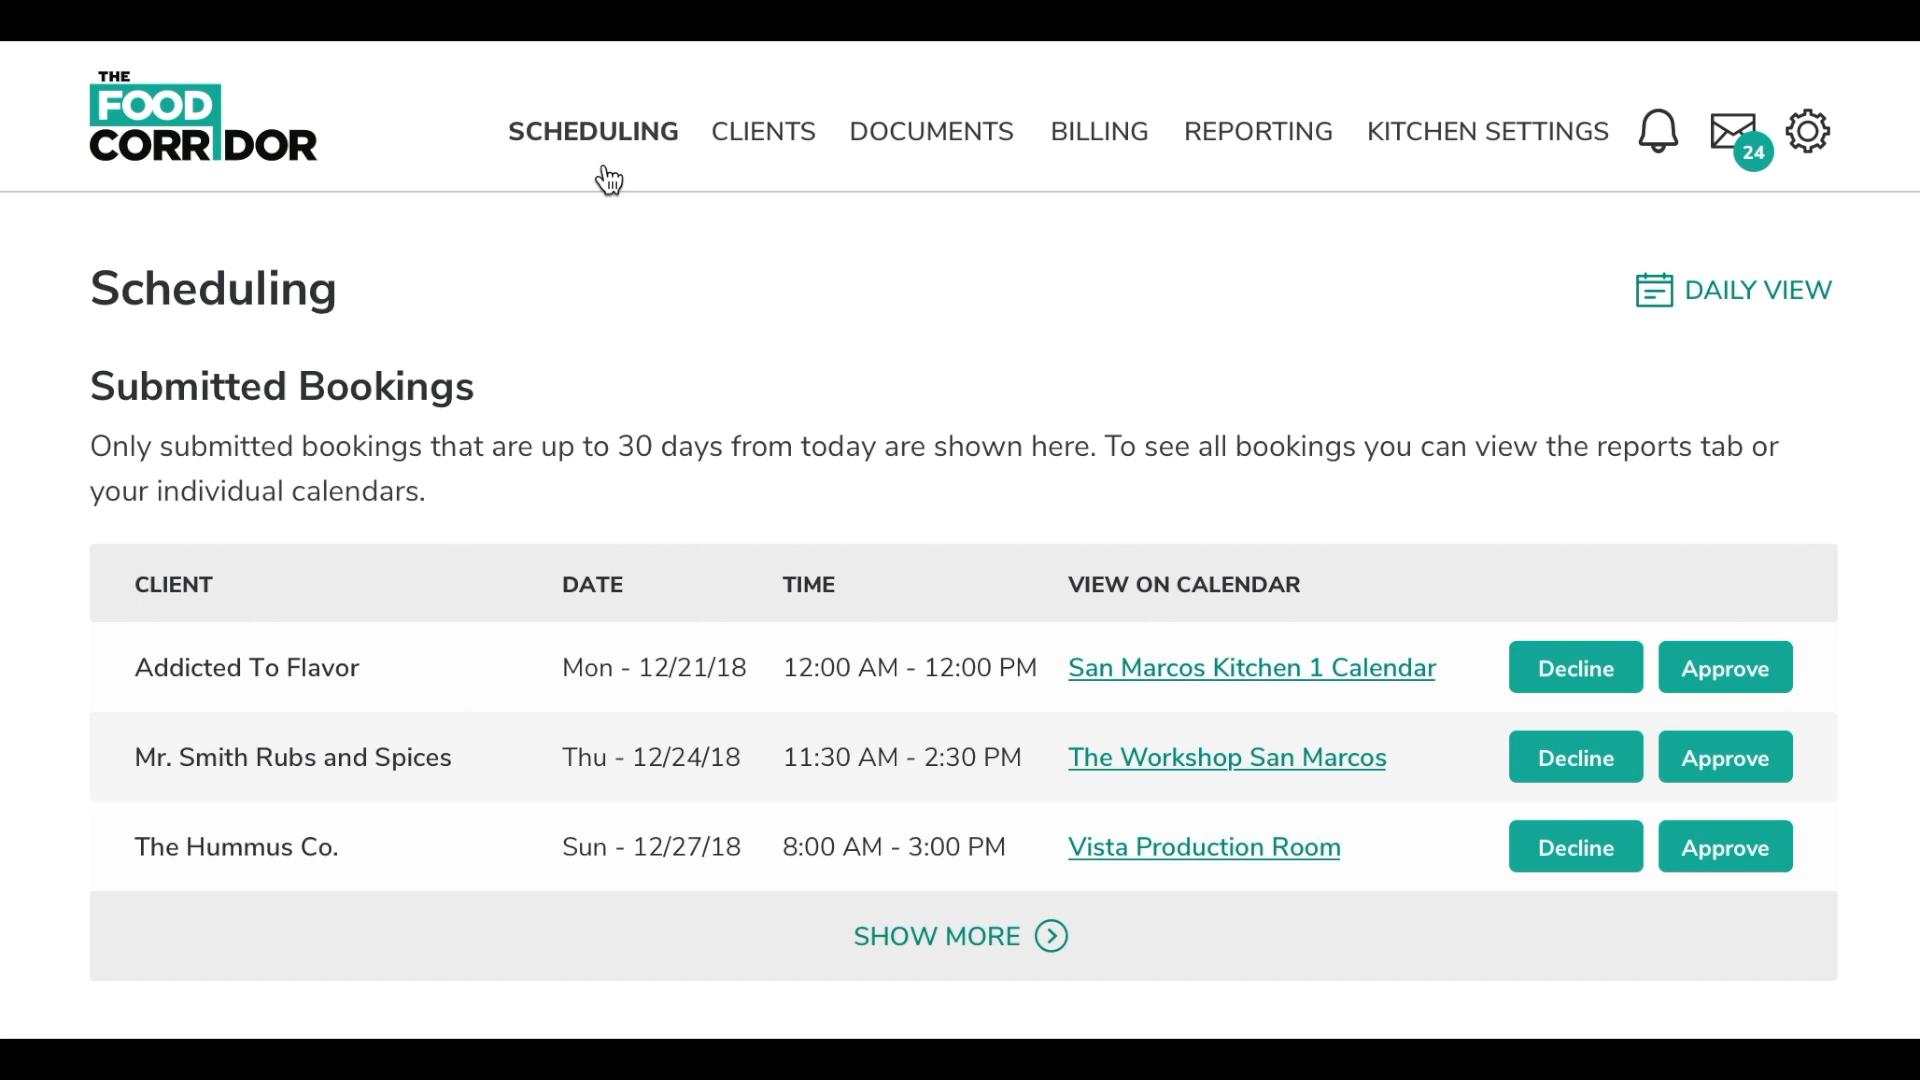 THE
FOOD
CORRIDOR
SCHEDULING CLIENTS DOCUMENTS BILLING REPORTING KITCHEN SETTINGS 24
Scheduling
DAILY VIEW
Submitted Bookings
Only submitted bookings that are up to 30 days from today are shown here. To see all bookings you can view the reports tab or
your individual calendars.
CLIENT DATE TIME VIEW ON CALENDAR
Addicted To Flavor Mon - 12/21/18 12:00 AM - 12:00 PM San Marcos Kitchen 1 Calendar Decline Approve
Mr. Smith Rubs and Spices Thu - 12/24/18 11:30 AM - 2:30 PM The Workshop San Marcos Decline Approve
The Hummus Co. Sun - 12/27/18 8:00 AM - 3:00 PM Vista Production Room Decline Approve
SHOW MORE